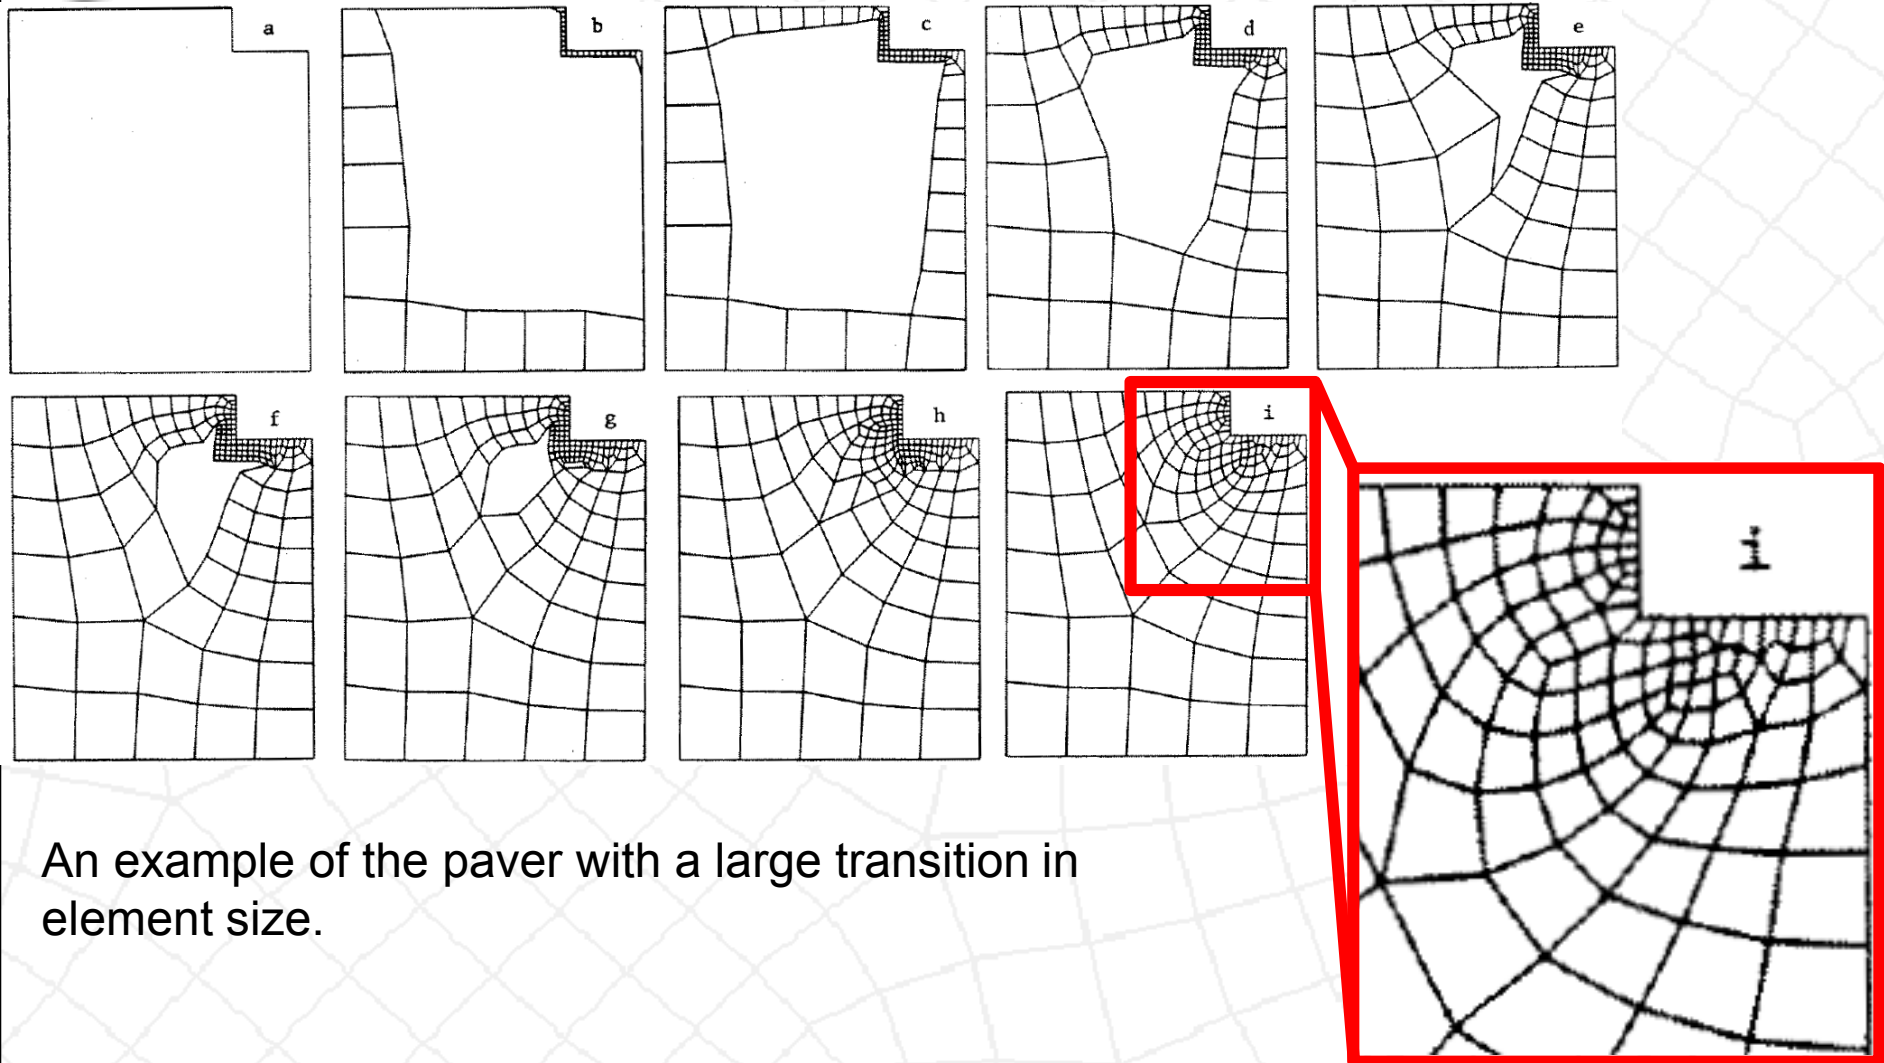 a
b
c
d
e
f
g
h
i
i
An example of the paver with a large transition in
element size.